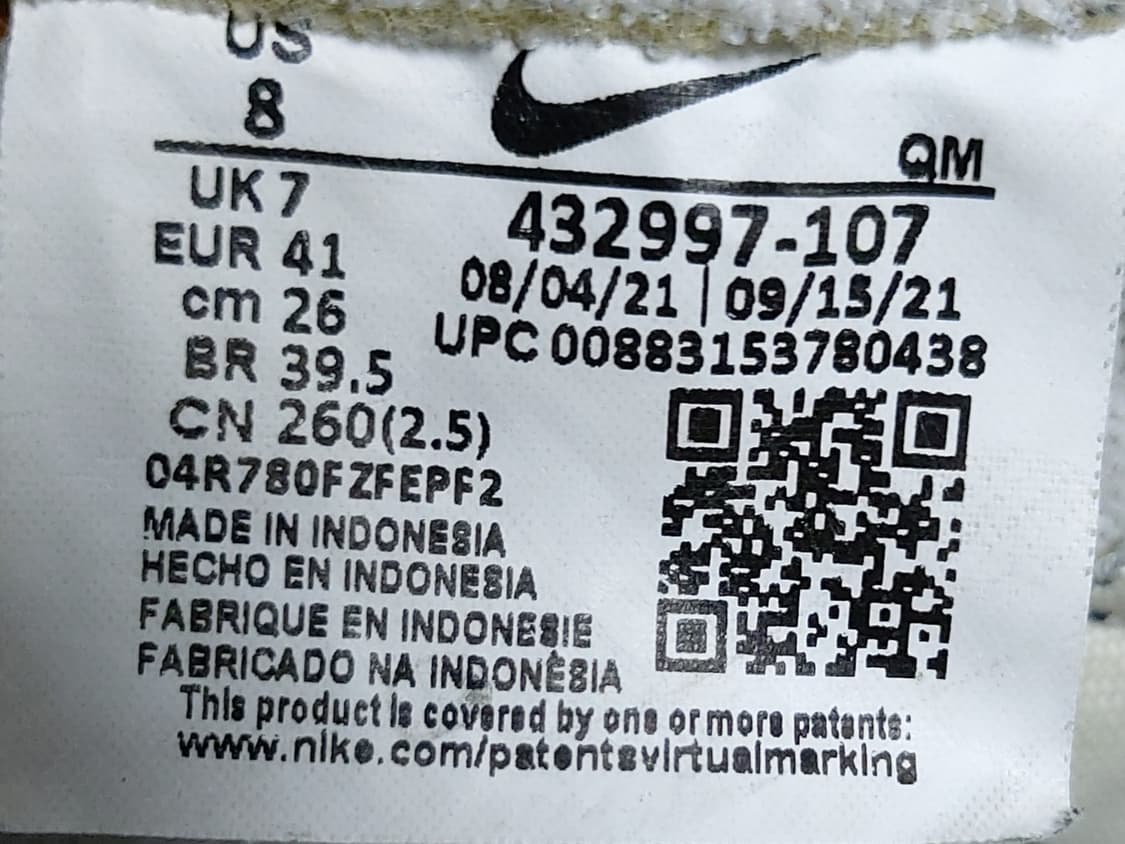 US
8
QM
UK 7
EUR 41
cm 26
BR 39.5
CN 260(2.5)
432997-107
08/04/21 | 09/15/21
UPC 00883153780438
04R780FZFEPF2
MADE IN INDONESIA
HECHO EN INDONESIA
FABRIQUE EN INDONESIE
FABRICADO NA INDONÉSIA
This product is covered by one or more patents:
www.nike.com/patentsvirtualmarking